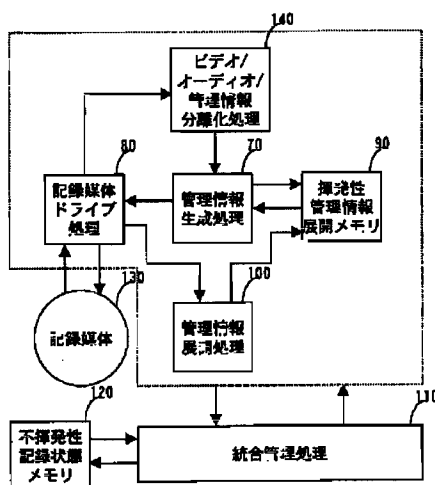 140
ビデオ/
オーディオ/
管理情報
分離化処理
80
記録媒体
ドライブ
処理
70
管理情報
生成処理
90
揮発性
管理情報
展開メモリ
130
記録媒体
100
管理情報
展開処理
120
不揮発性
記録状態
メモリ
110
統合管理処理